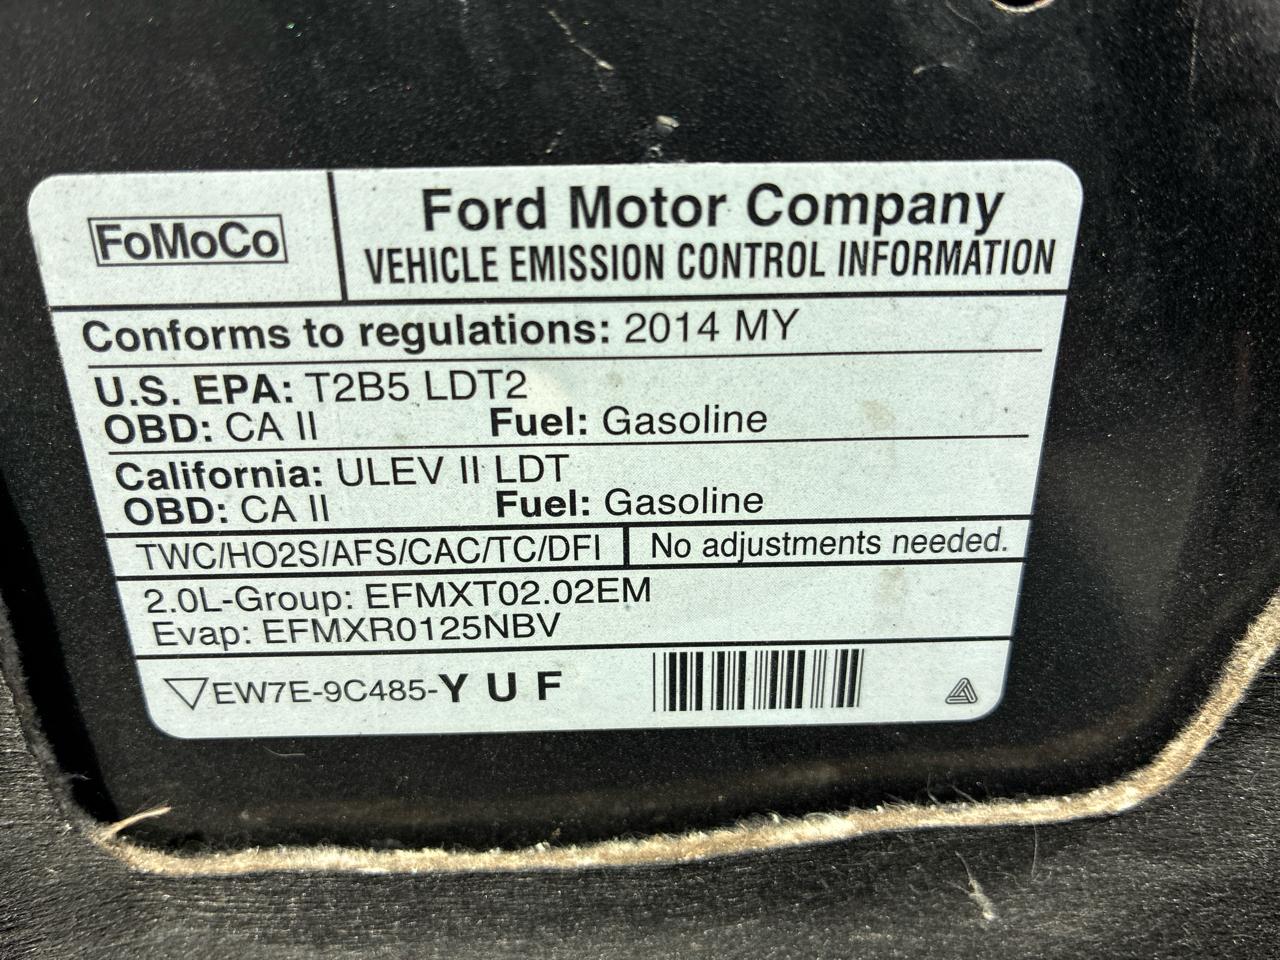 FoMoCo
Ford Motor Company
VEHICLE EMISSION CONTROL INFORMATION
Conforms to regulations: 2014 MY
U.S. EPA: T2B5 LDT2
OBD: CA II Fuel: Gasoline
California: ULEV II LDT
OBD: CA II Fuel: Gasoline
TWC/HO2S/AFS/CAC/TC/DFI No adjustments needed.
2.0L-Group: EFMXT02.02EM
Evap: EFMXR0125NBV
EW7E-9C485-Y U F